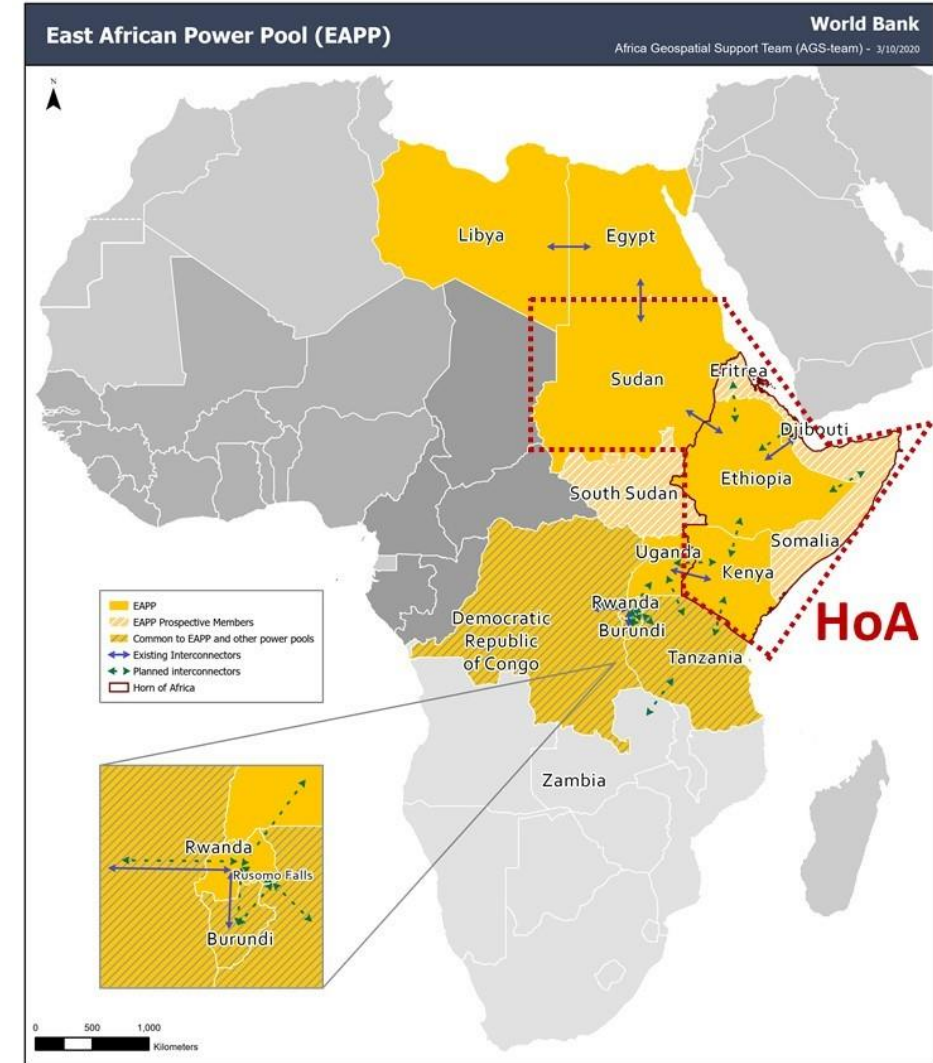 East African Power Pool (EAPP)
World Bank
Africa Geospatial Support Team (AGS-team) - 3/10/2020
N
Libya
Egypt
Sudan
Eritrea
Djibouti
Ethiopia
South Sudan
Somalia
Uganda
Kenya
HoA
Rwanda
Burundi
Democratic
Republic
of Congo
Tanzania
Zambia
EAPP
EAPP Prospective Members
Common to EAPP and other power pools
Existing Interconnectors
Planned interconnectors
Horn of Africa
Rwanda
Rusomo Falls
Burundi
0 500 1,000
Kilometers